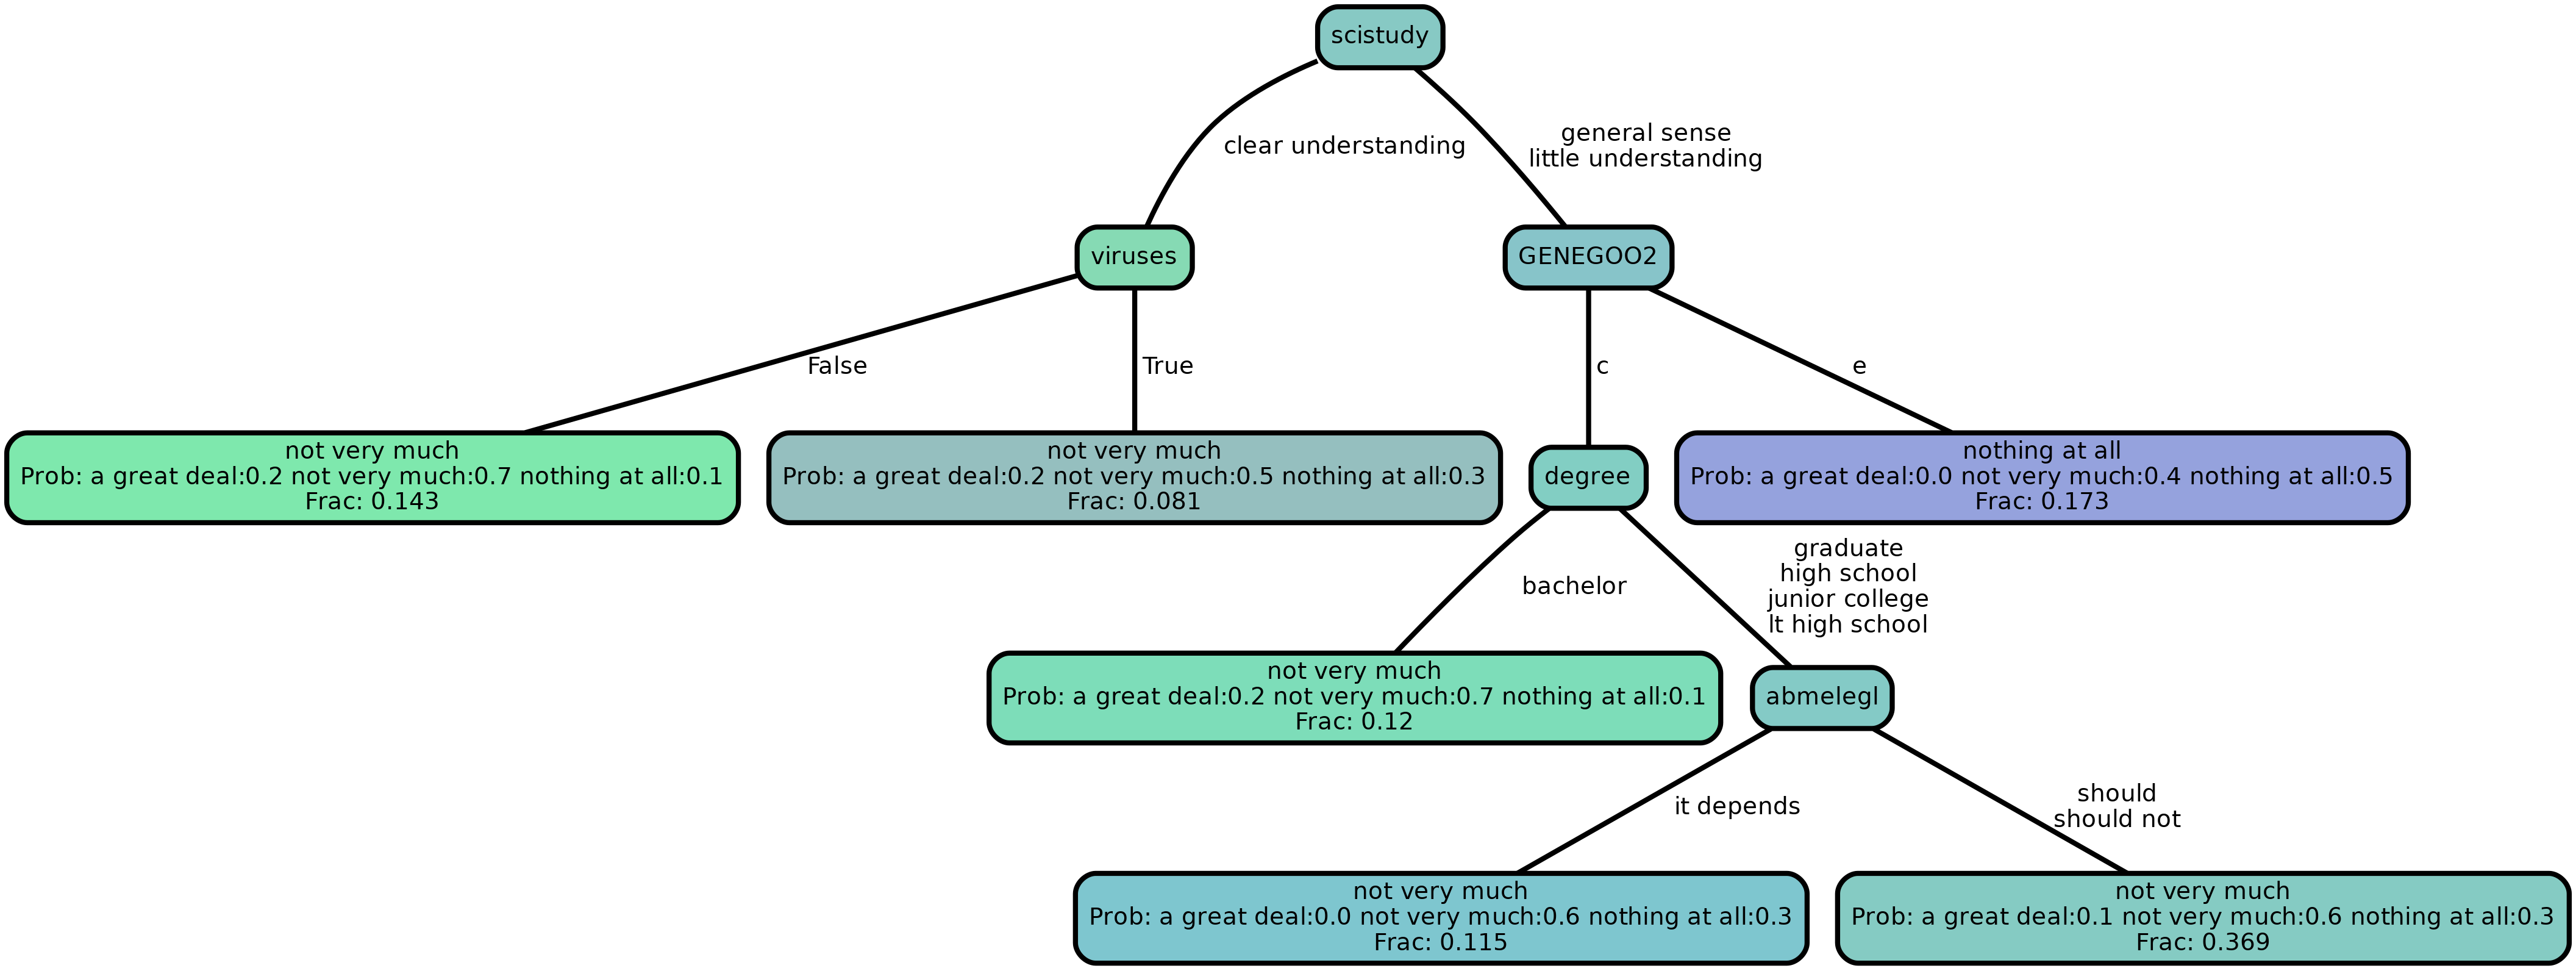 scistudy
clear understanding
general sense
little understanding
viruses
GENEGOO2
False
True
c
e
not very much
Prob: a great deal:0.2 not very much:0.7 nothing at all:0.1
Frac: 0.143
not very much
Prob: a great deal:0.2 not very much:0.5 nothing at all:0.3
Frac: 0.081
degree
nothing at all
Prob: a great deal:0.0 not very much:0.4 nothing at all:0.5
Frac: 0.173
bachelor
graduate
high school
junior college
lt high school
not very much
Prob: a great deal:0.2 not very much:0.7 nothing at all:0.1
Frac: 0.12
abmelegl
it depends
should
should not
not very much
Prob: a great deal:0.0 not very much:0.6 nothing at all:0.3
Frac: 0.115
not very much
Prob: a great deal:0.1 not very much:0.6 nothing at all:0.3
Frac: 0.369